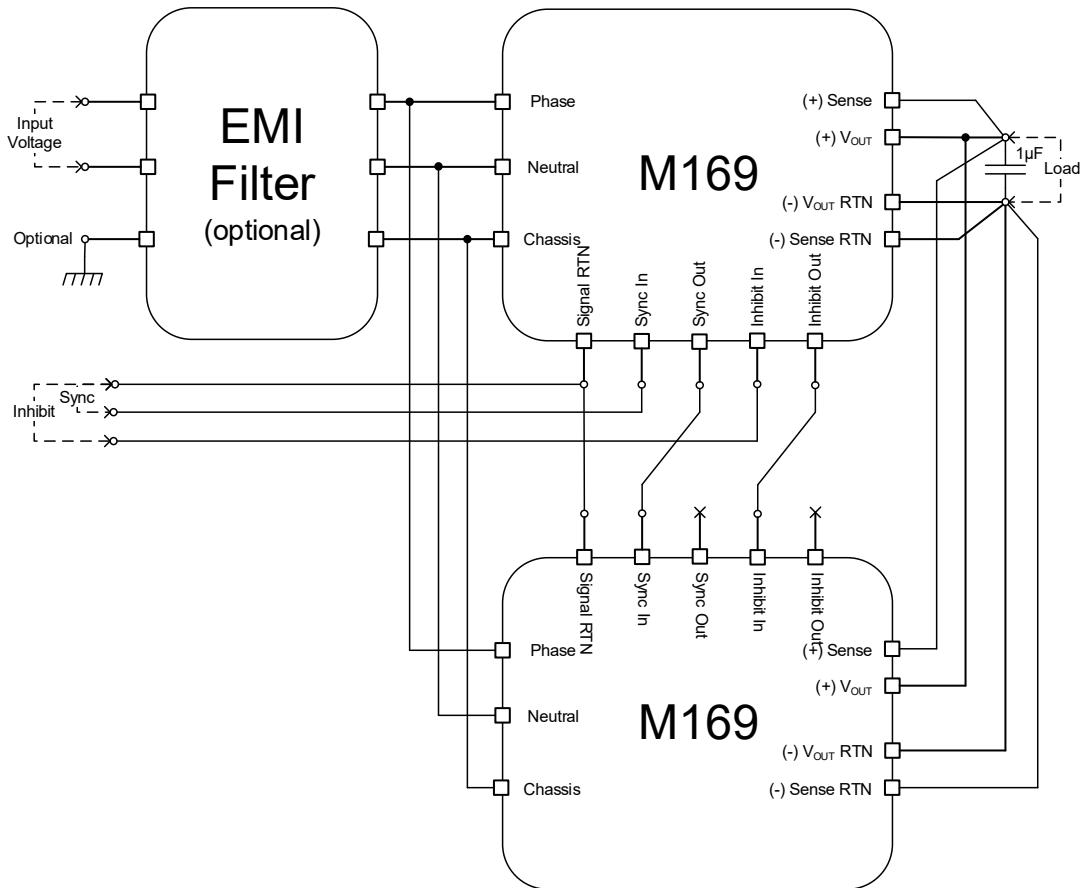 Input
Voltage
Optional
EMI
Filter
(optional)
Phase
Neutral
Chassis
M169
(+) Sense
(+) VOUT
(-) VOUT RTN
(-) Sense RTN
1µF
Load
Signal RTN
Sync In
Sync Out
Inhibit In
Inhibit Out
Sync
Inhibit
Signal RTN
Sync In
Sync Out
Inhibit In
Inhibit Out
Phase
Neutral
Chassis
M169
(+) Sense
(+) VOUT
(-) VOUT RTN
(-) Sense RTN